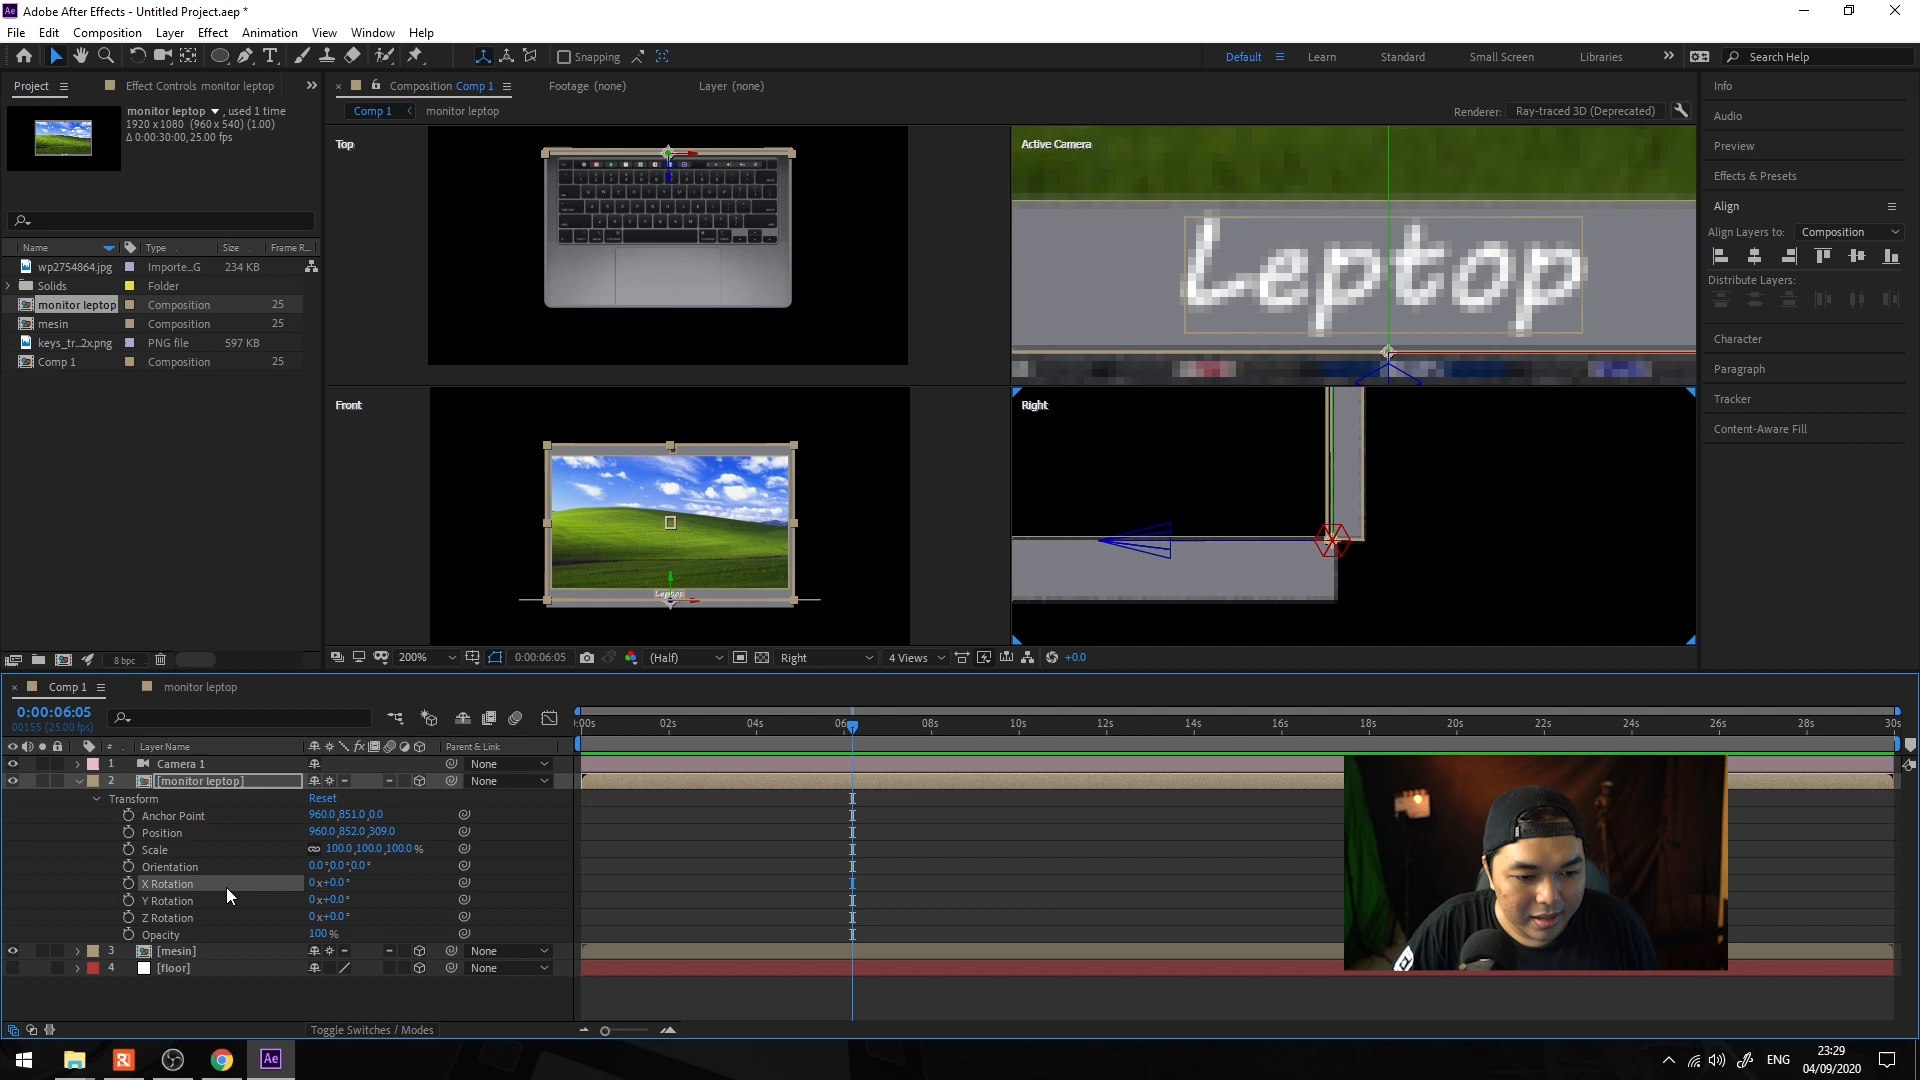 Adobe After Effects - Untitled Project.aep *
File Edit Composition Layer Effect Animation View Window Help
Snapping
Default Learn Standard Small Screen Libraries Search Help
Project Effect Controls monitor leptop
Composition Comp 1 Footage (none) Layer (none)
monitor leptop , used 1 time
1920 x 1080 (960 x 540) (1.00)
Δ 0:00:30:00, 25.00 fps
Comp 1 monitor leptop
Renderer: Ray-traced 3D (Deprecated)
Name Type Size Frame R...
wp2754864.jpg Importe...G 234 KB
Solids Folder
monitor leptop Composition 25
mesin Composition 25
keys_tr...2x.png PNG file 597 KB
Comp 1 Composition 25
8 bpc
Top
Active Camera
Leptop
Front
Leptop
Right
200% 0:00:06:05 (Half) Right 4 Views +0.0
Info
Audio
Preview
Effects & Presets
Align
Align Layers to: Composition
Distribute Layers:
Character
Paragraph
Tracker
Content-Aware Fill
Comp 1 monitor leptop
0:00:06:05
00155 (25.00 fps)
:00s 02s 04s 06s 08s 10s 12s 14s 16s 18s 20s 22s 24s 26s 28s 30s
# Layer Name Parent & Link
1 Camera 1 None
2 [monitor leptop] None
Transform Reset
Anchor Point 960.0,851.0,0.0
Position 960.0,852.0,309.0
Scale 100.0,100.0,100.0 %
Orientation 0.0°,0.0°,0.0°
X Rotation 0x+0.0°
Y Rotation 0x+0.0°
Z Rotation 0x+0.0°
Opacity 100 %
3 [mesin] None
4 [floor] None
Toggle Switches / Modes
Ae
ENG
23:29
04/09/2020